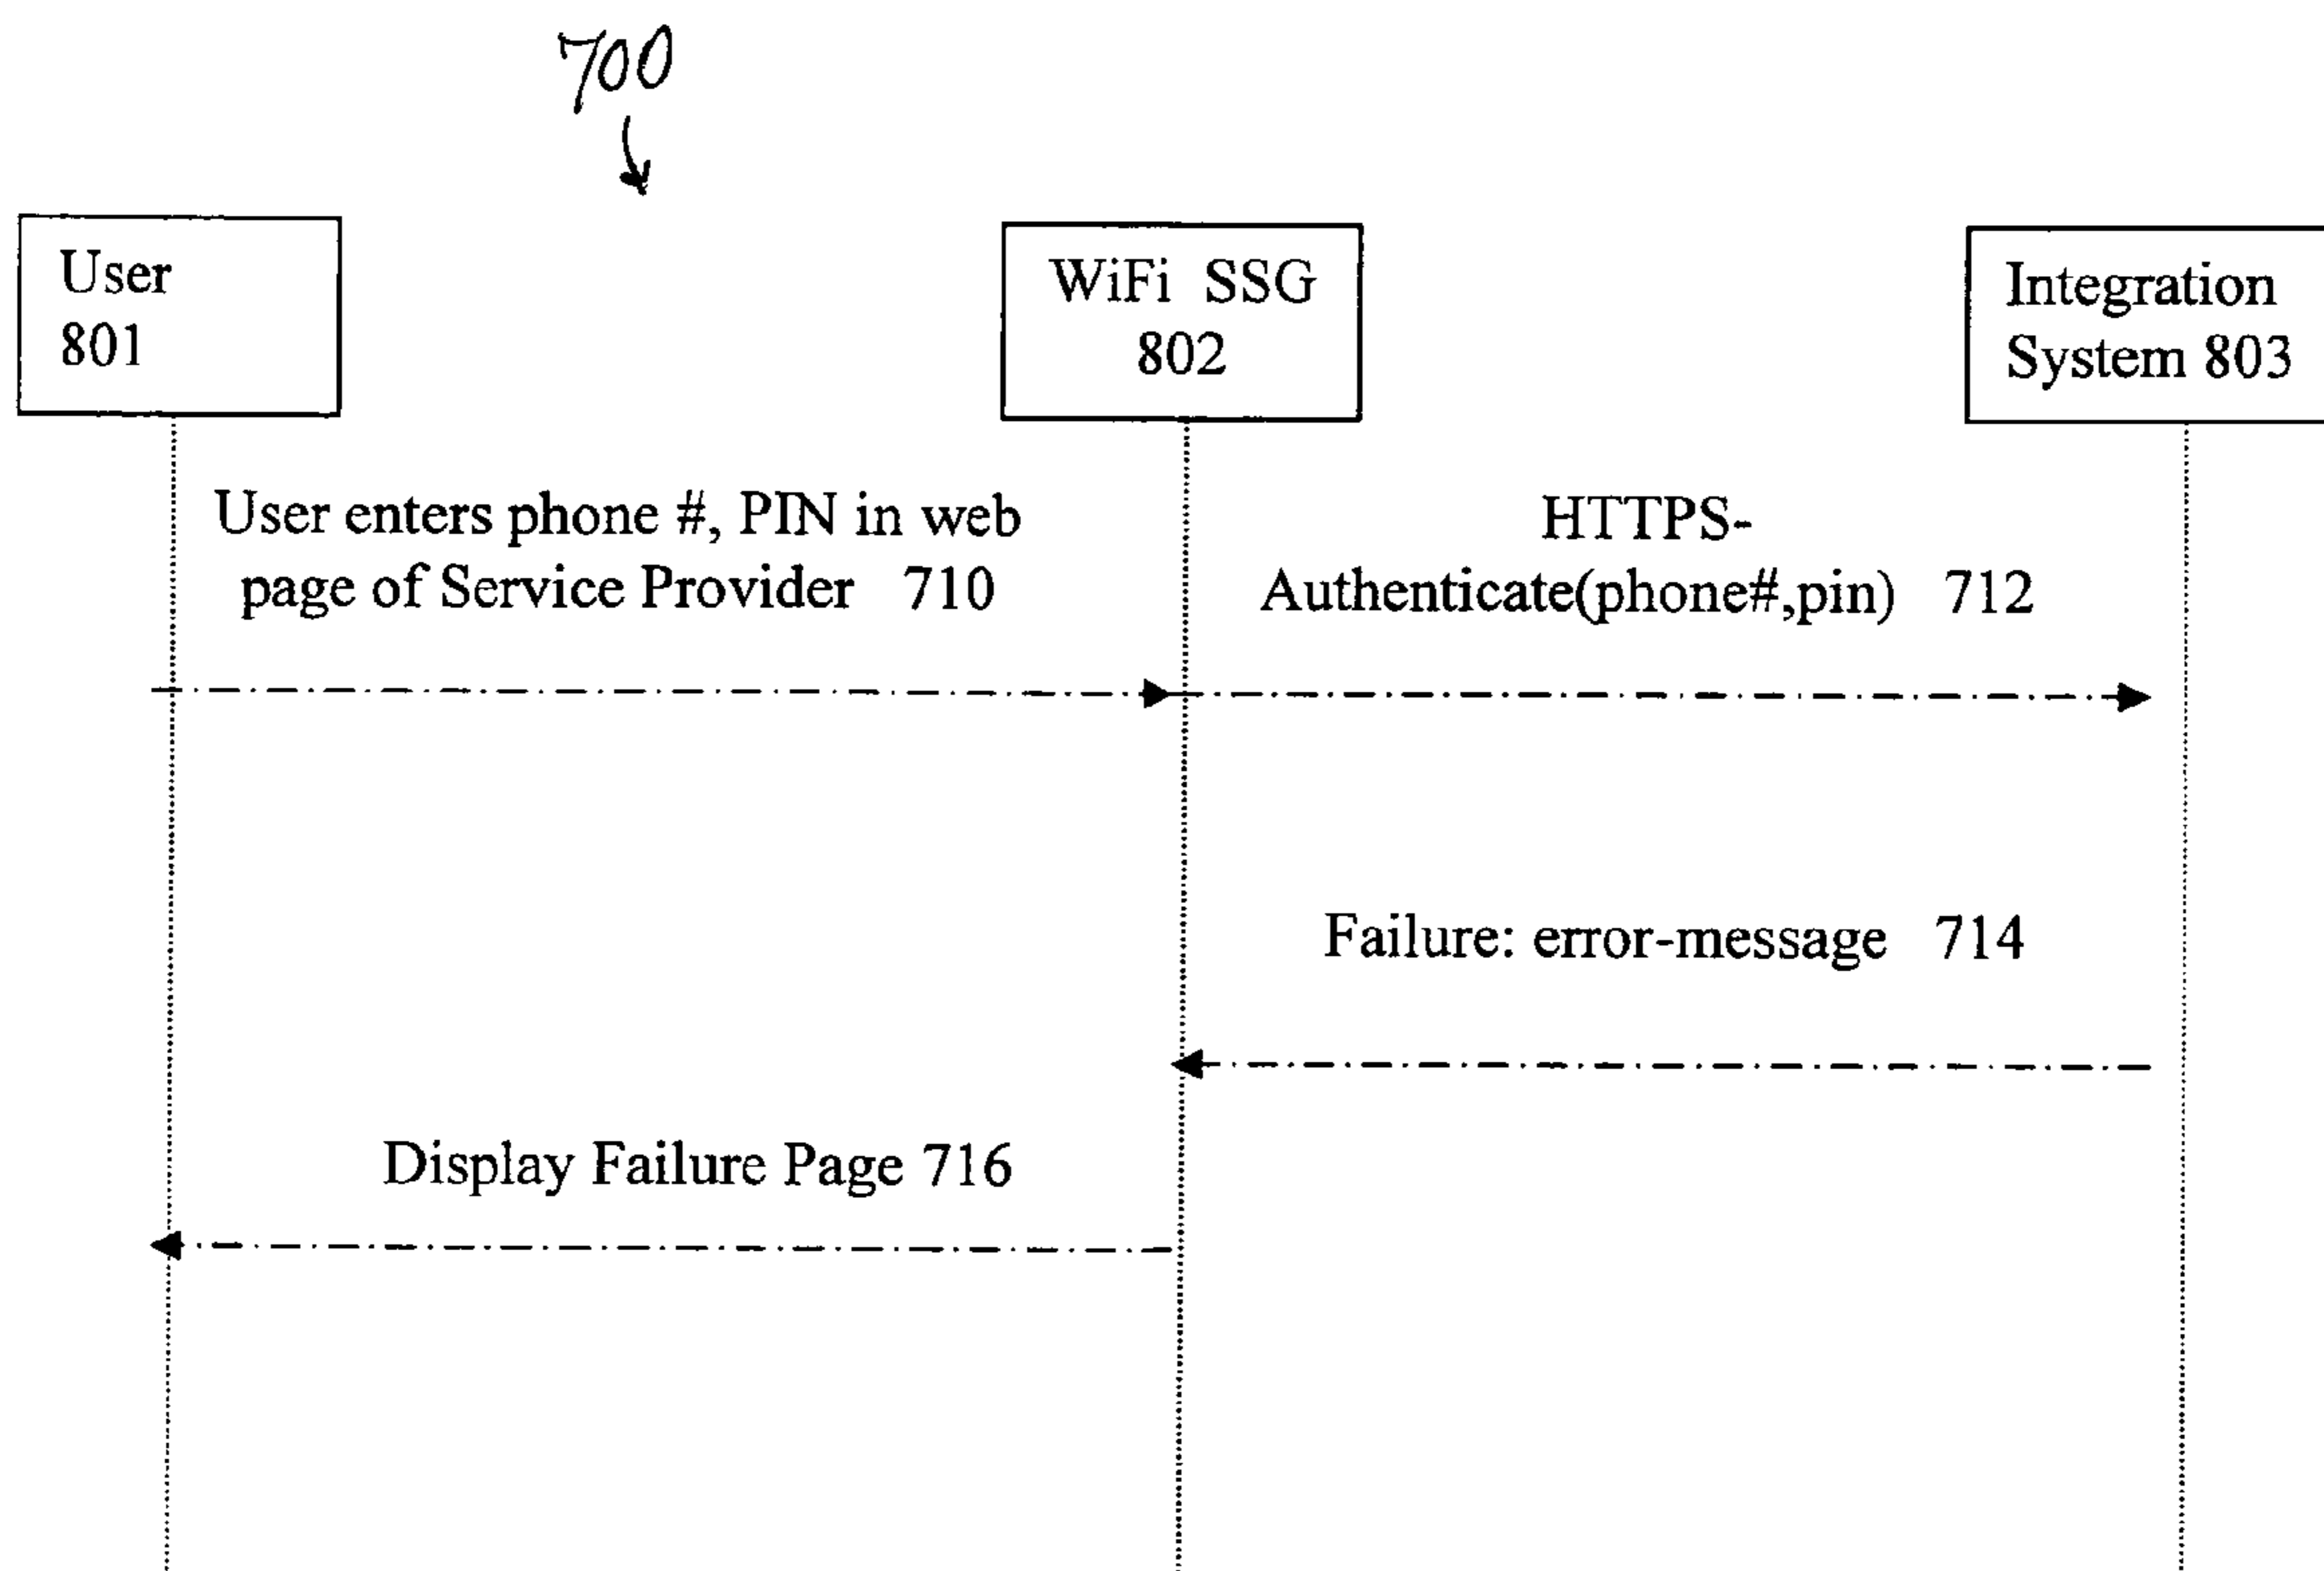 700
User
801
WiFi SSG
802
Integration
System 803
User enters phone #, PIN in web
page of Service Provider 710
HTTPS-
Authenticate(phone#,pin) 712
Failure: error-message 714
Display Failure Page 716